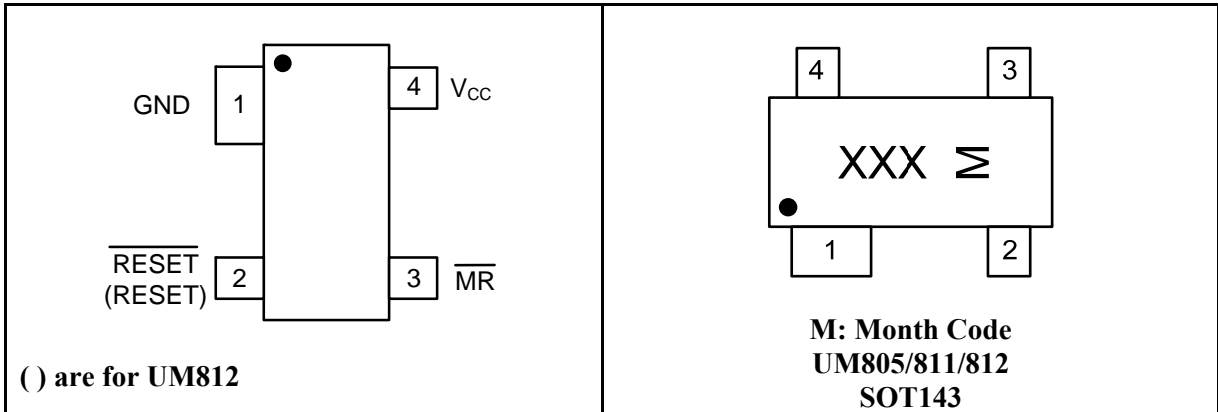 GND 1
4 V_CC
RESET
(RESET)
2
3 MR
( ) are for UM812
4 3
XXX M
1 2
M: Month Code
UM805/811/812
SOT143